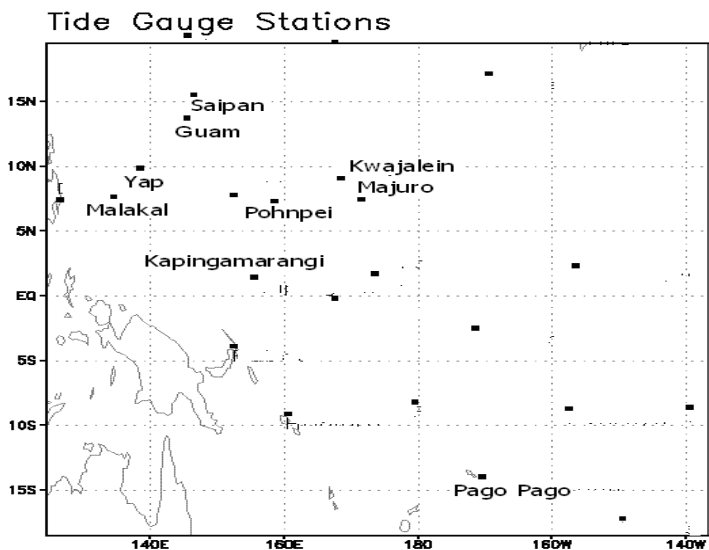 Tide Gauge Stations
15N
Saipan
Guam
10N
Kwajalein
Yap
Majuro
Malakal
Pohnpei
5N
Kapingamarangi
EQ
5S
10S
15S
Pago Pago
140E 160E 180 160W 140W